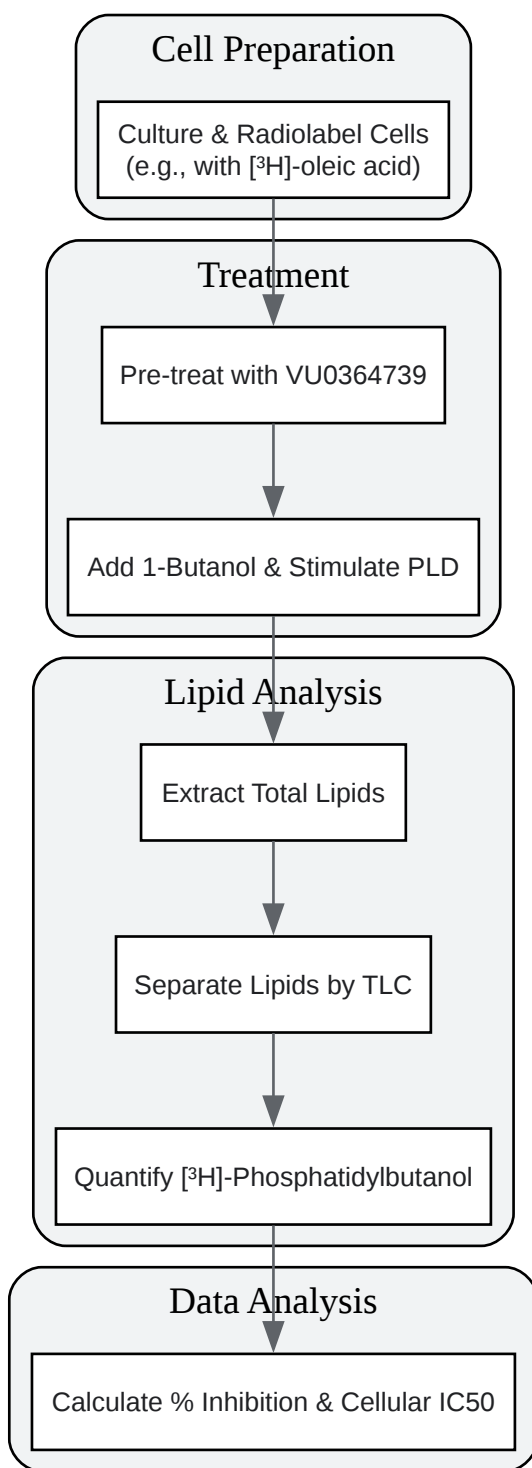 Cell Preparation
Culture & Radiolabel Cells
(e.g., with [³H]-oleic acid)
Treatment
Pre-treat with VU0364739
Add 1-Butanol & Stimulate PLD
Lipid Analysis
Extract Total Lipids
Separate Lipids by TLC
Quantify [³H]-Phosphatidylbutanol
Data Analysis
Calculate % Inhibition & Cellular IC50